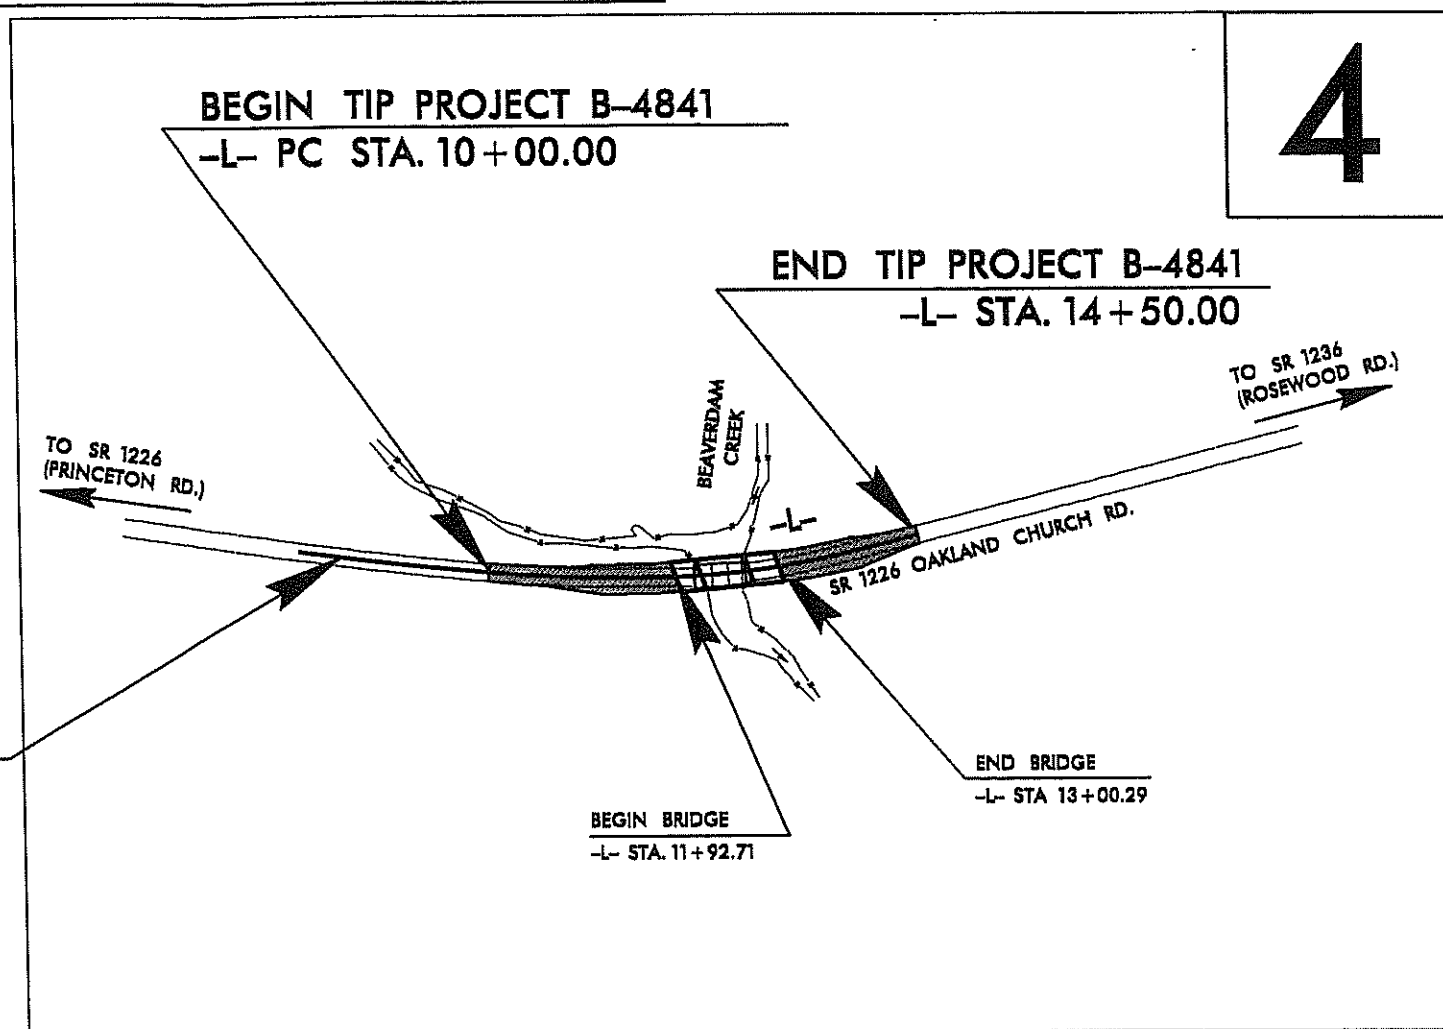 BEGIN TIP PROJECT B-4841
-L- PC STA. 10+00.00
4
END TIP PROJECT B-4841
-L- STA. 14+50.00
TO SR 1236
(ROSEWOOD RD.)
BEAVERDAM
CREEK
TO SR 1226
(PRINCETON RD.)
-L-
SR 1226 OAKLAND CHURCH RD.
END BRIDGE
-L- STA 13+00.29
BEGIN BRIDGE
-L- STA. 11+92.71